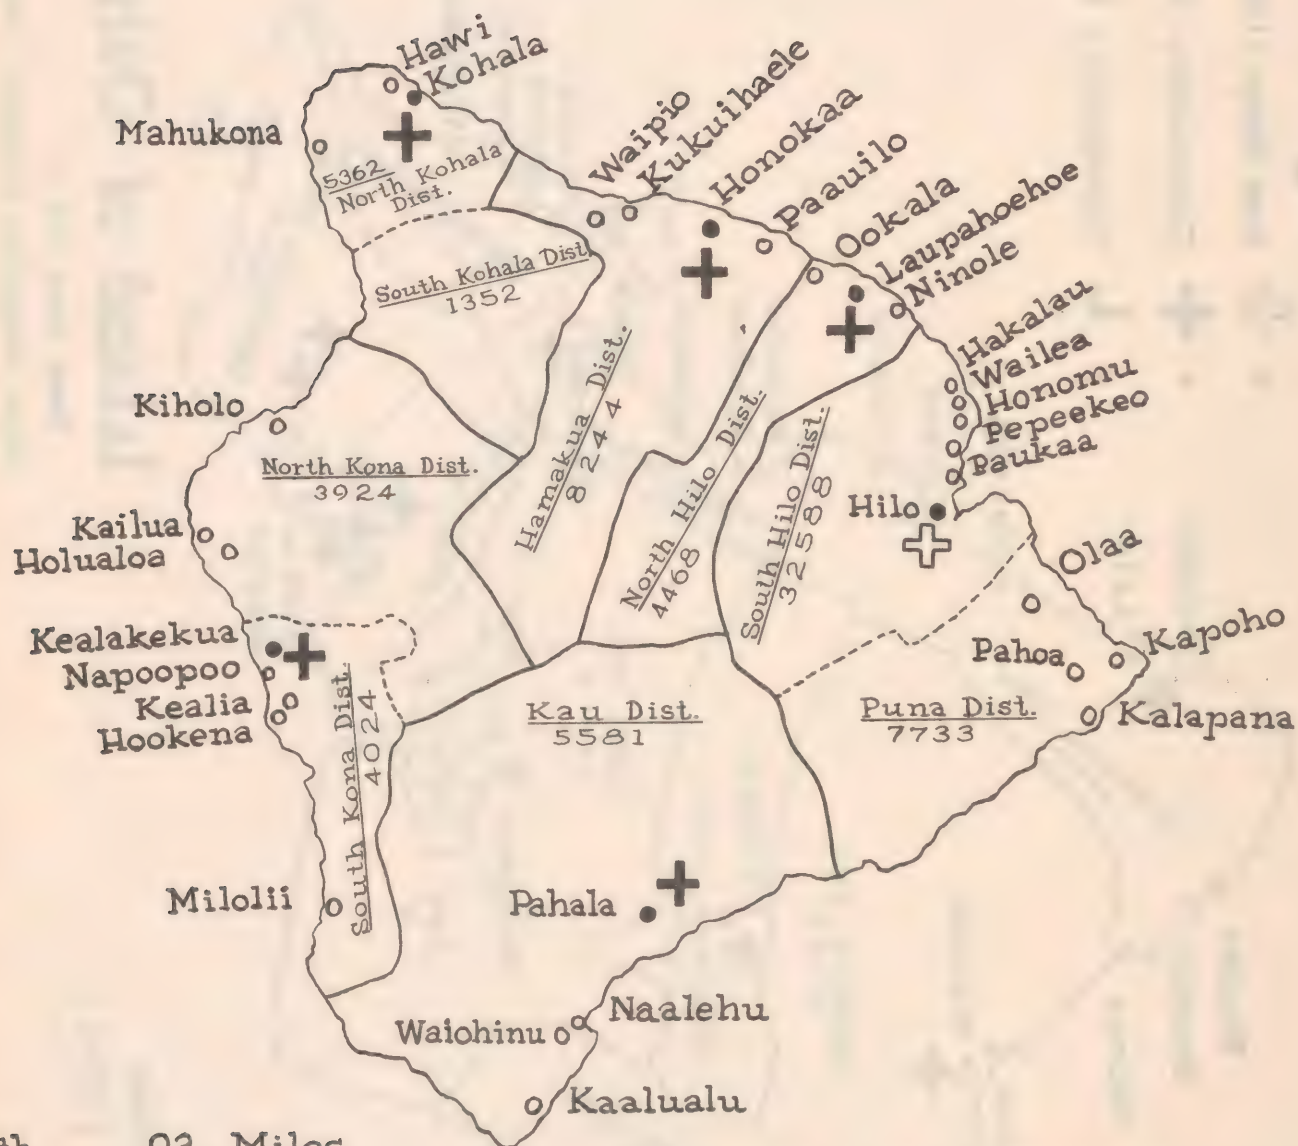 Hawi
Kohala
Mahukona
5362
North Kohala
Dist.
Waipio
Kukuihaele
Honokaa
Paauilo
Ookala
Laupahoehoe
Ninole
South Kohala Dist.
1352
Hakalau
Wailea
Honomu
Pepeekeo
Paukaa
Kiholo
North Kona Dist.
3924
Hamakua Dist.
8244
North Hilo Dist.
4468
South Hilo Dist.
32588
Hilo
Kailua
Holualoa
Olaa
Kealakekua
Napoopoo
Kealia
Hookena
South Kona Dist.
4024
Kau Dist.
5581
Pahoa
Kapoho
Puna Dist.
7733
Kalapana
Milolii
Pahala
Naalehu
Waiohinu
Kaalualu
Miles